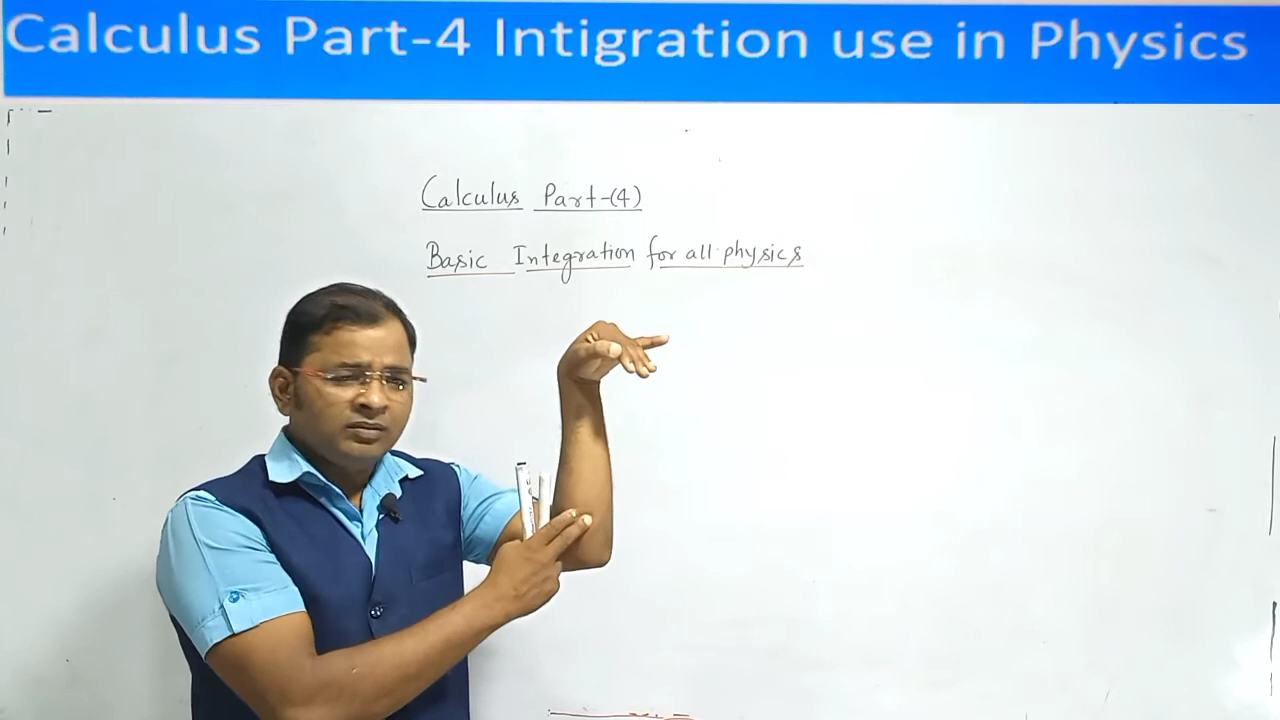 Calculus Part-4 Intigration use in Physics
Calculus Part-(4)
Basic Integration for all physics